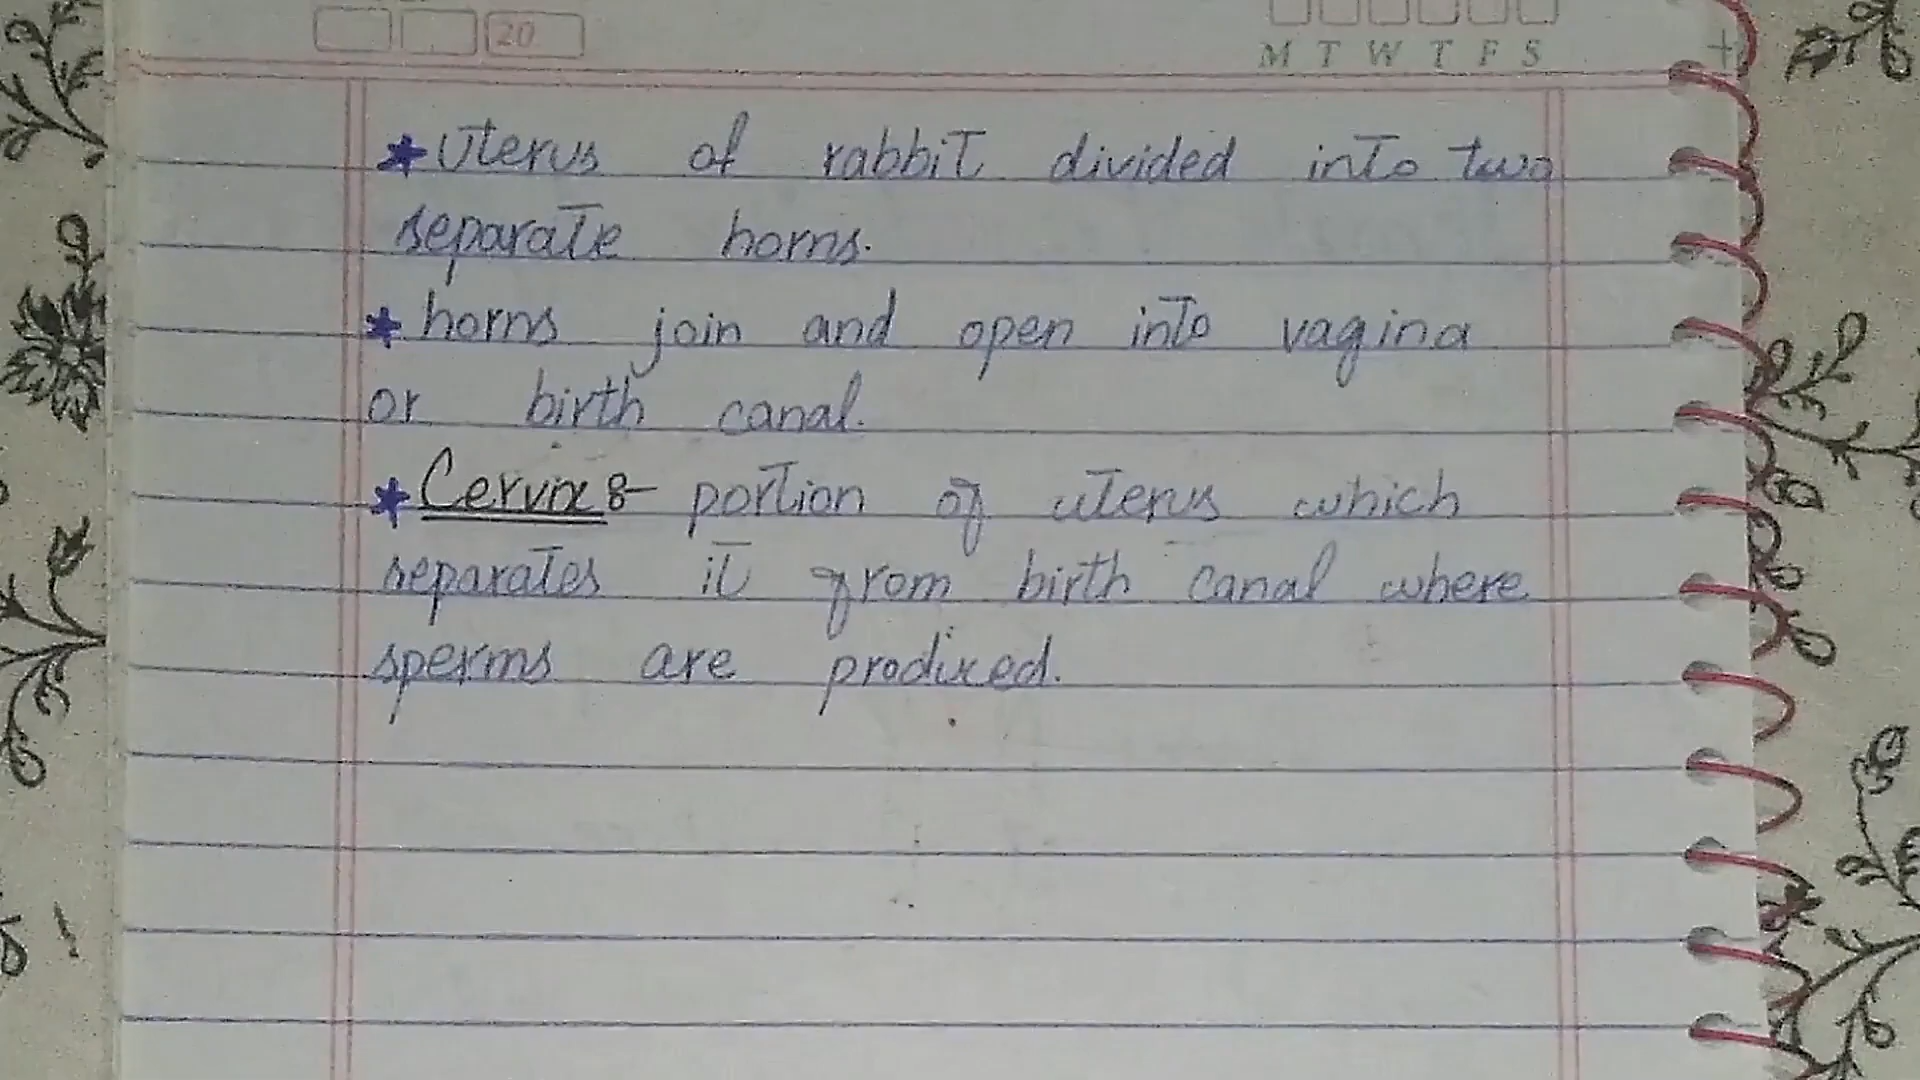 20
M T W T F S
* Uterus of rabbit divided into two
separate horns.
* horns join and open into vagina
or birth canal.
* Cervix :- portion of uterus which
separates it from birth canal where
sperms are produced.